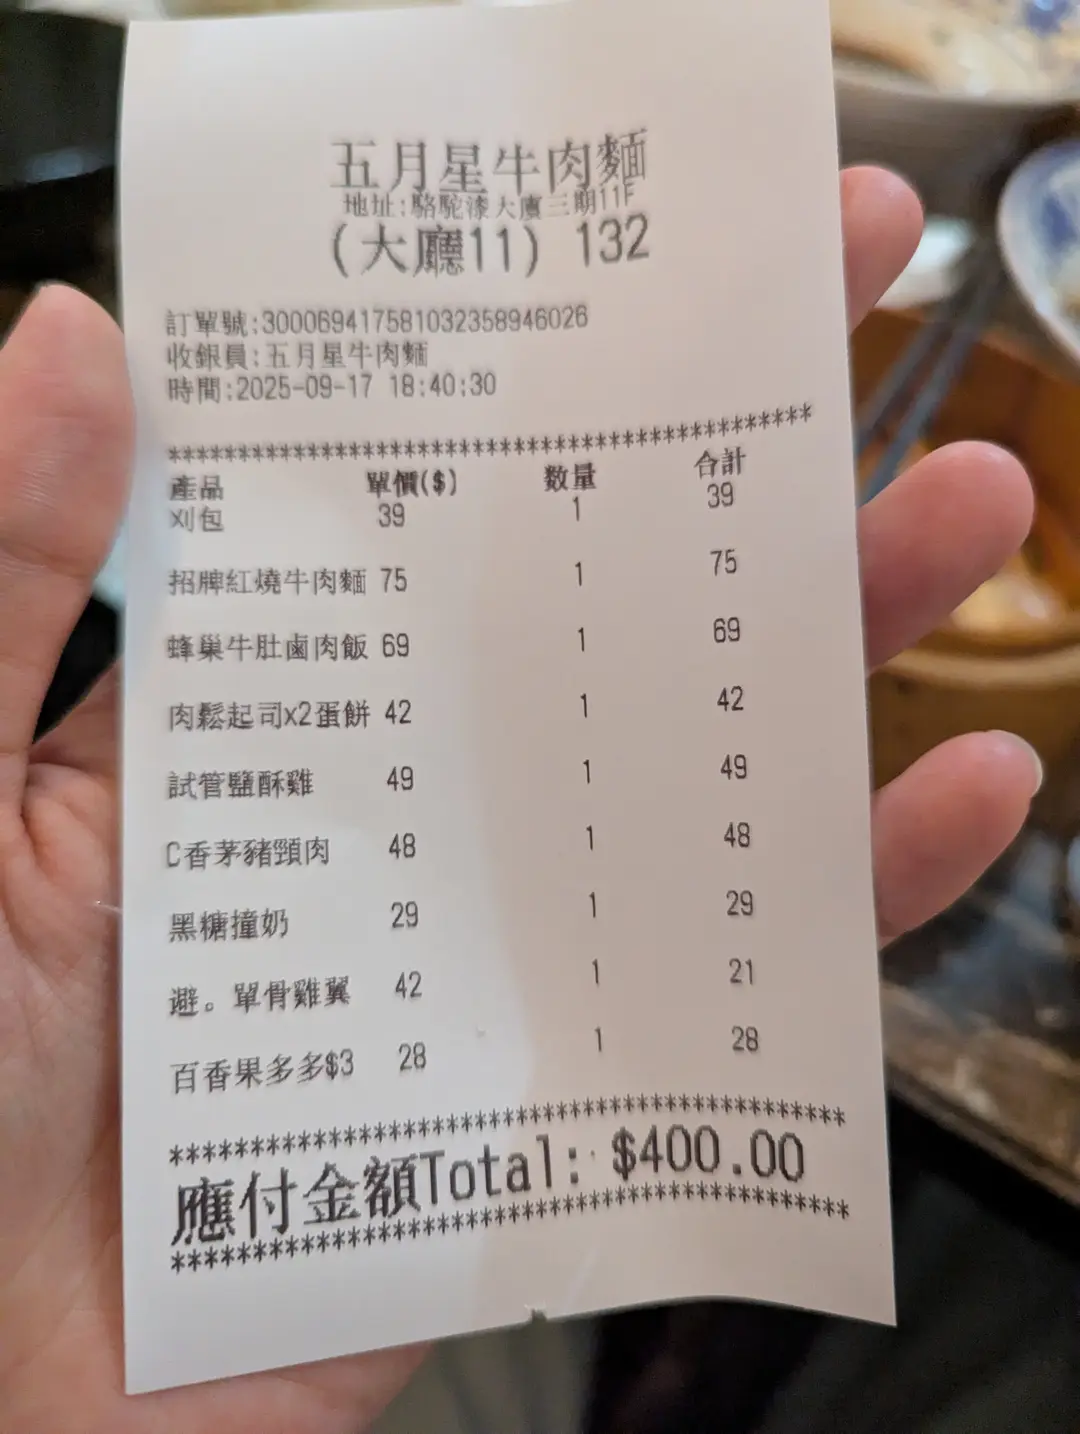 五月星牛肉麵
地址:駱駝漆大廈三期11F
(大廳11) 132
訂單號:3000694175810323589​46026
收銀員:五月星牛肉麵
時間:2025-09-17 18:40:30
*******************************************
產品 單價($) 数量 合計
刈包 39 1 39
招牌紅燒牛肉麵 75 1 75
蜂巢牛肚鹵肉飯 69 1 69
肉鬆起司x2蛋餅 42 1 42
試管鹽酥雞 49 1 49
C香茅豬頸肉 48 1 48
黑糖撞奶 29 1 29
避。單骨雞翼 42 1 21
百香果多多$3 28 1 28
*******************************************
應付金額Total: $400.00
*******************************************